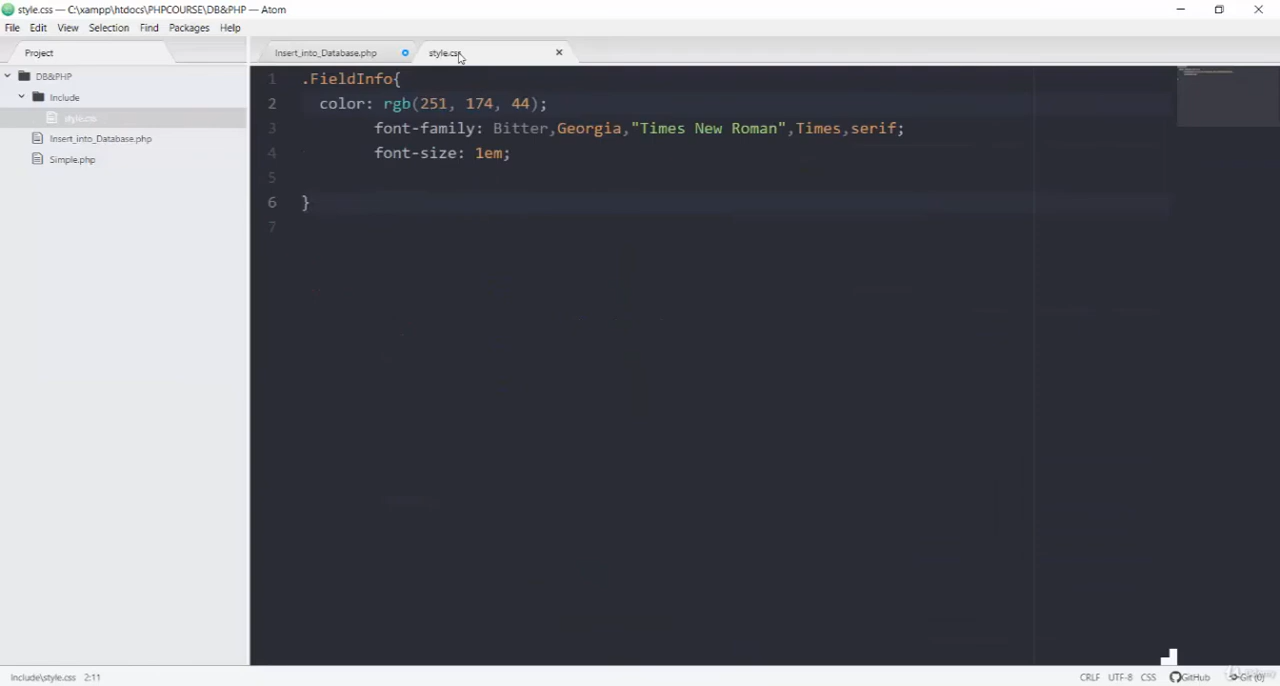 style.css — C:\xampp\htdocs\PHPCOURSE\DB&PHP — Atom
File Edit View Selection Find Packages Help
Project
Insert_into_Database.php
style.css
DB&PHP
Include
style.css
Insert_into_Database.php
Simple.php
1 .FieldInfo{
2 color: rgb(251, 174, 44);
3 font-family: Bitter,Georgia,"Times New Roman",Times,serif;
4 font-size: 1em;
5
6 }
7
Include\style.css 2:11
CRLF UTF-8 CSS GitHub Git (0)